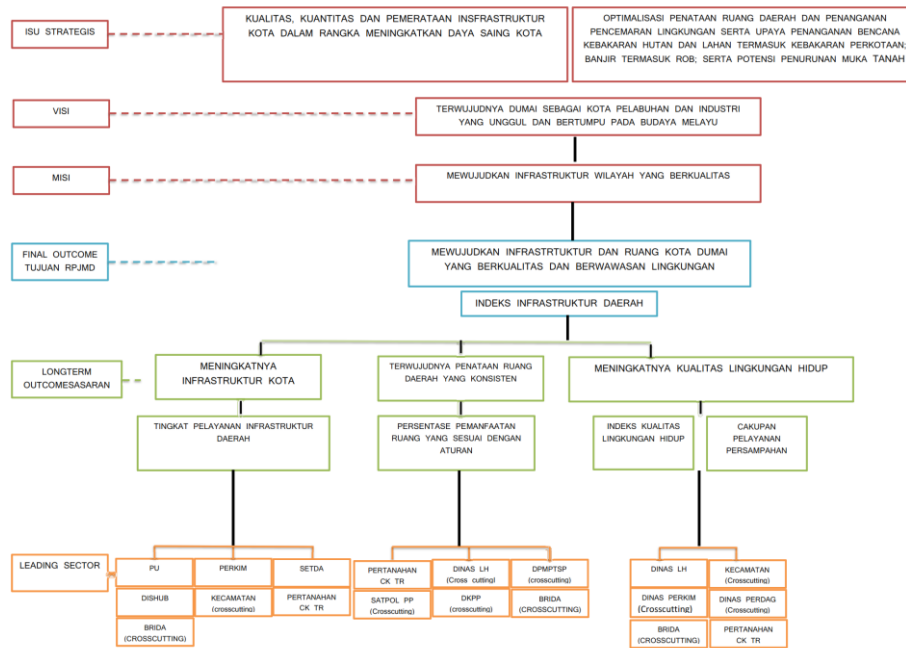 ISU STRATEGIS
KUALITAS, KUANTITAS DAN PEMERATAAN INSFRASTRUKTUR
KOTA DALAM RANGKA MENINGKATKAN DAYA SAING KOTA
OPTIMALISASI PENATAAN RUANG DAERAH DAN PENANGANAN
PENCEMARAN LINGKUNGAN SERTA UPAYA PENANGANAN BENCANA
KEBAKARAN HUTAN DAN LAHAN TERMASUK KEBAKARAN PERKOTAAN;
BANJIR TERMASUK ROB; SERTA POTENSI PENURUNAN MUKA TANAH
VISI
TERWUJUDNYA DUMAI SEBAGAI KOTA PELABUHAN DAN INDUSTRI
YANG UNGGUL DAN BERTUMPU PADA BUDAYA MELAYU
MISI
MEWUJUDKAN INFRASTRUKTUR WILAYAH YANG BERKUALITAS
FINAL OUTCOME
TUJUAN RPJMD
MEWUJUDKAN INFRASTRTUKTUR DAN RUANG KOTA DUMAI
YANG BERKUALITAS DAN BERWAWASAN LINGKUNGAN
INDEKS INFRASTRUKTUR DAERAH
LONGTERM
OUTCOMESASARAN
MENINGKATNYA
INFRASTRUKTUR KOTA
TERWUJUDNYA PENATAAN RUANG
DAERAH YANG KONSISTEN
MENINGKATNYA KUALITAS LINGKUNGAN HIDUP
TINGKAT PELAYANAN INFRASTRUKTUR
DAERAH
PERSENTASE PEMANFAATAN
RUANG YANG SESUAI DENGAN
ATURAN
INDEKS KUALITAS
LINGKUNGAN HIDUP
CAKUPAN
PELAYANAN
PERSAMPAHAN
LEADING SECTOR
PU
PERKIM
SETDA
DISHUB
KECAMATAN
(crosscutting)
PERTANAHAN
CK TR
BRIDA
(CROSSCUTTING)
PERTANAHAN
CK TR
DINAS LH
(Cross cutting)
DPMPTSP
(crosscutting)
SATPOL PP
(Crosscutting)
DKPP
(crosscutting)
BRIDA
(CROSSCUTTING)
DINAS LH
KECAMATAN
(Crosscutting)
DINAS PERKIM
(Crosscutting)
DINAS PERDAG
(Crosscutting)
BRIDA
(CROSSCUTTING)
PERTANAHAN
CK TR